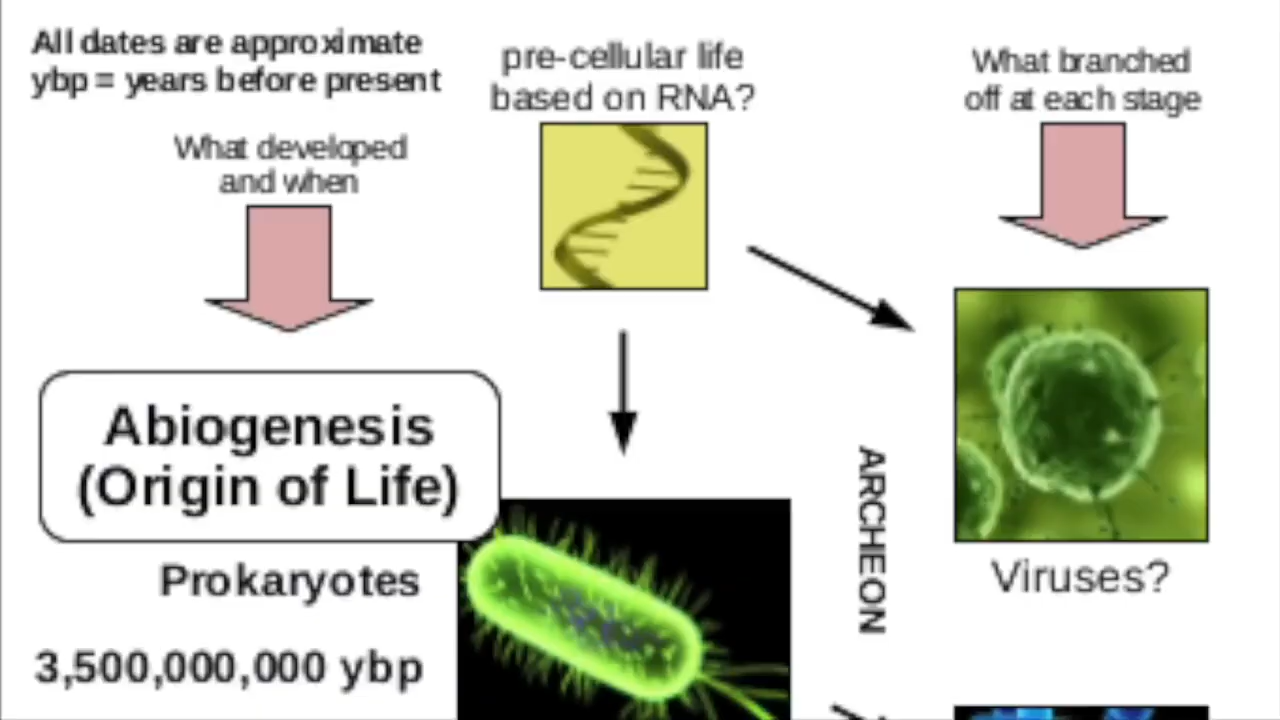 All dates are approximate
ybp = years before present
pre-cellular life
based on RNA?
What branched
off at each stage
What developed
and when
Abiogenesis
(Origin of Life)
ARCHEON
Viruses?
Prokaryotes
3,500,000,000 ybp